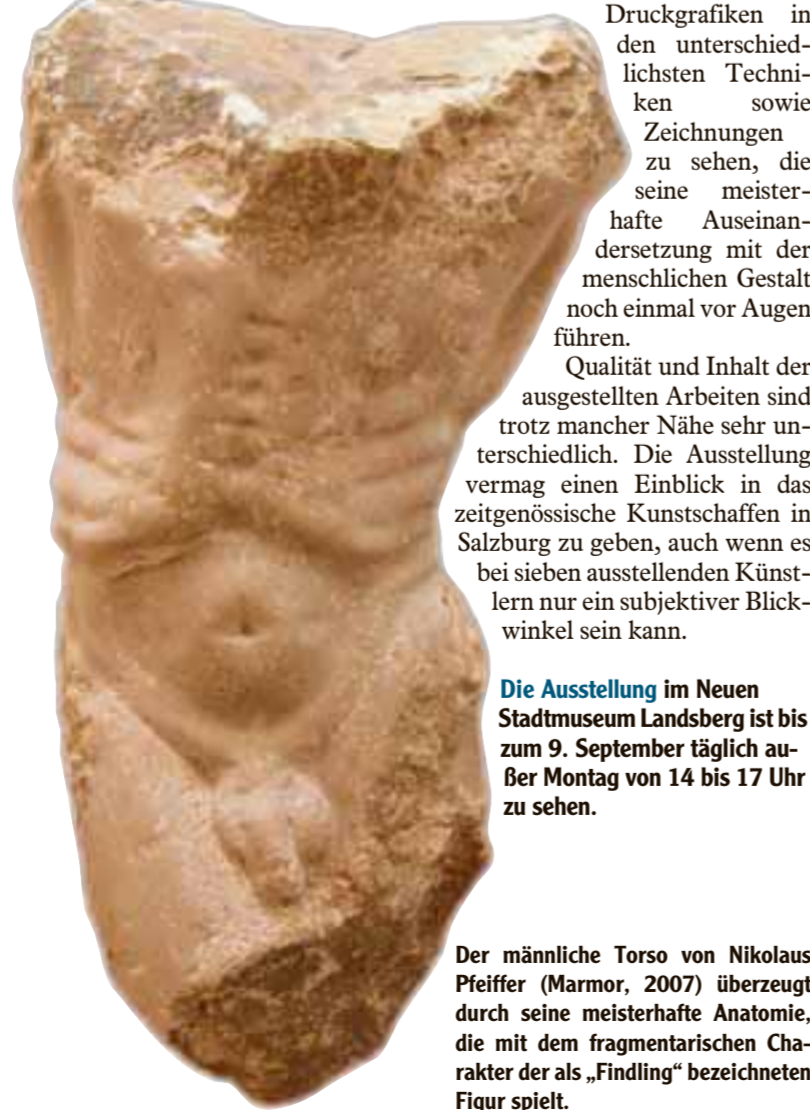 Druckgrafiken in
den unterschied-
lichsten Techni-
ken sowie
Zeichnungen
zu sehen, die
seine meister-
hafte Auseinan-
dersetzung mit der
menschlichen Gestalt
noch einmal vor Augen
führen.
Qualität und Inhalt der
ausgestellten Arbeiten sind
trotz mancher Nähe sehr un-
terschiedlich. Die Ausstellung
vermag einen Einblick in das
zeitgenössische Kunstschaffen in
Salzburg zu geben, auch wenn es
bei sieben ausstellenden Künst-
lern nur ein subjektiver Blick-
winkel sein kann.
Die Ausstellung im Neuen
Stadtmuseum Landsberg ist bis
zum 9. September täglich au-
ßer Montag von 14 bis 17 Uhr
zu sehen.
Der männliche Torso von Nikolaus
Pfeiffer (Marmor, 2007) überzeugt
durch seine meisterhafte Anatomie,
die mit dem fragmentarischen Cha-
rakter der als „Findling“ bezeichneten
Figur spielt.